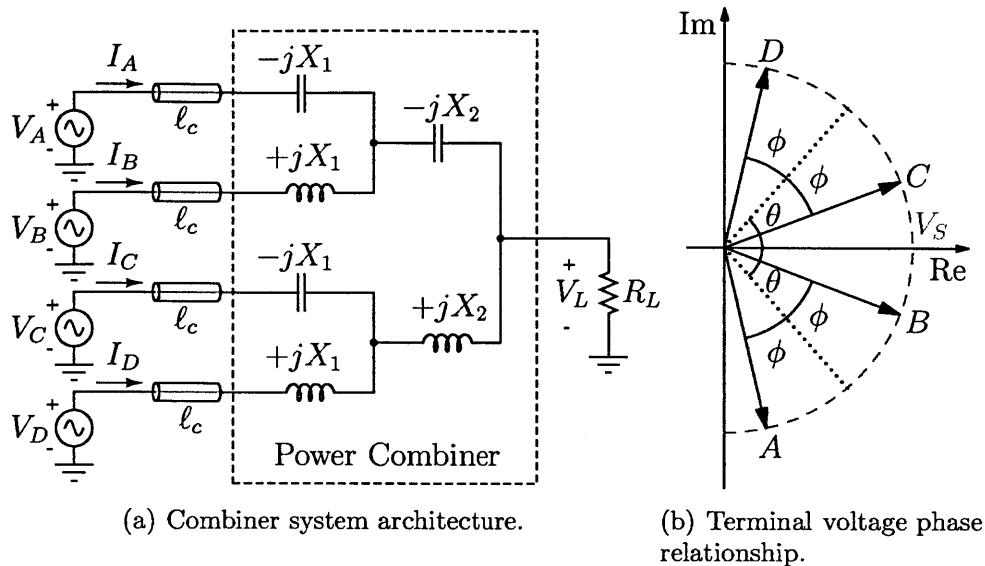 I_A
ℓ_c
−jX_1
+
V_A
-
I_B
ℓ_c
+jX_1
−jX_2
V_B
-
I_C
ℓ_c
−jX_1
+
V_C
-
+
V_L
-
R_L
+jX_2
I_D
ℓ_c
+jX_1
+
V_D
-
Power Combiner
(a) Combiner system architecture.
Im
D
ϕ
ϕ
C
θ
V_S
Re
θ
ϕ
B
ϕ
A
(b) Terminal voltage phase
relationship.